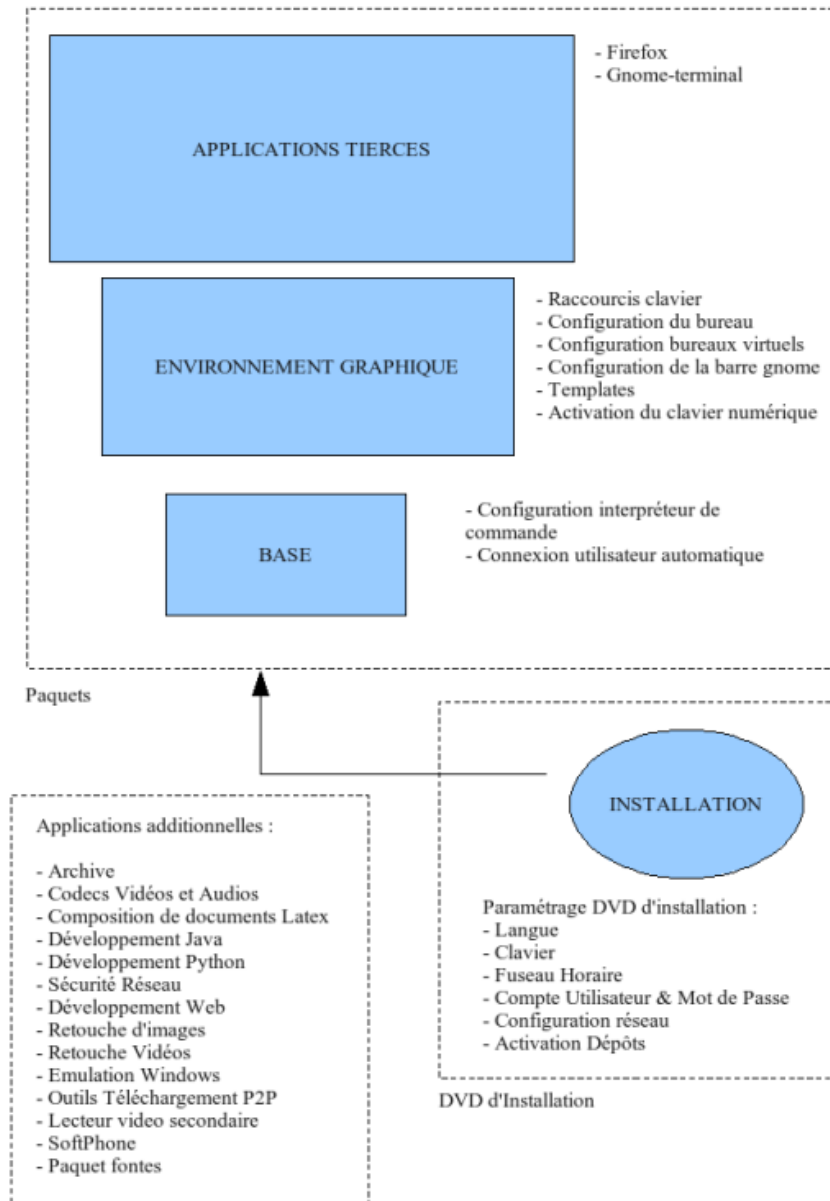 - Firefox
- Gnome-terminal
APPLICATIONS TIERCES
- Raccourcis clavier
- Configuration du bureau
- Configuration bureaux virtuels
- Configuration de la barre gnome
- Templates
- Activation du clavier numérique
ENVIRONNEMENT GRAPHIQUE
- Configuration interpréteur de
commande
- Connexion utilisateur automatique
BASE
Paquets
INSTALLATION
Paramétrage DVD d'installation :
- Langue
- Clavier
- Fuseau Horaire
- Compte Utilisateur & Mot de Passe
- Configuration réseau
- Activation Dépôts
DVD d'Installation
Applications additionnelles :
- Archive
- Codecs Vidéos et Audios
- Composition de documents Latex
- Développement Java
- Développement Python
- Sécurité Réseau
- Développement Web
- Retouche d'images
- Retouche Vidéos
- Emulation Windows
- Outils Téléchargement P2P
- Lecteur video secondaire
- SoftPhone
- Paquet fontes